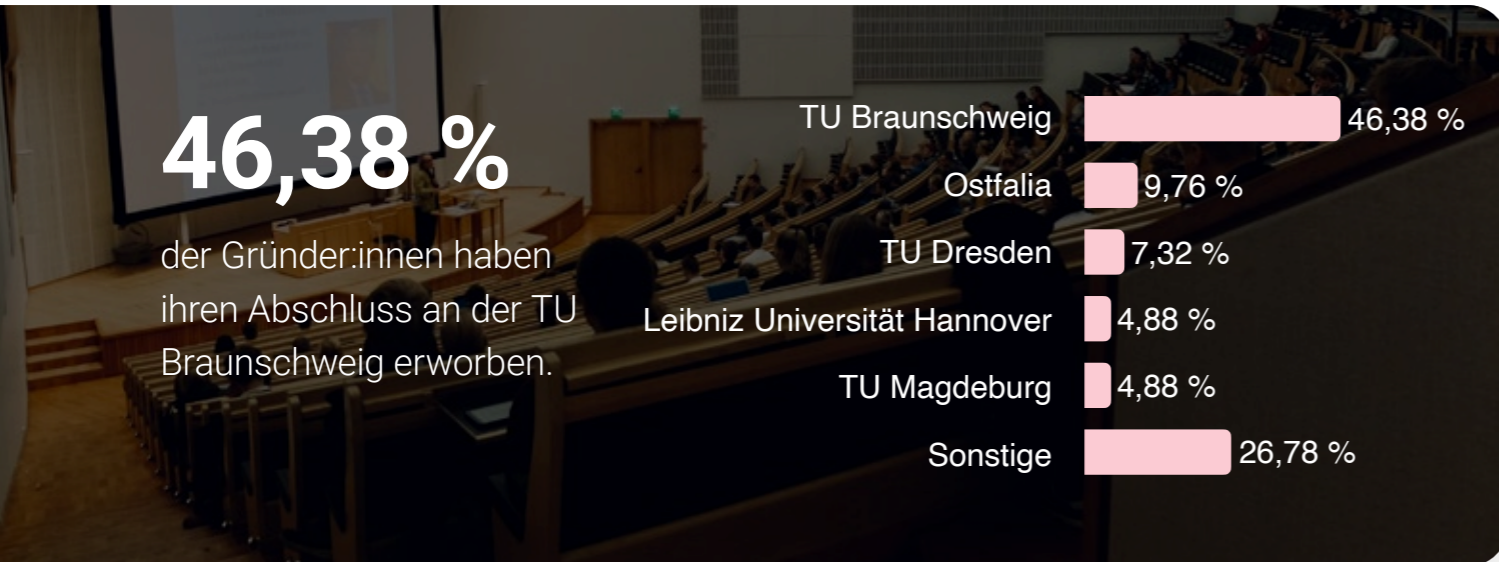 46,38 %
der Gründer:innen haben
ihren Abschluss an der TU
Braunschweig erworben.
TU Braunschweig 46,38 %
Ostfalia 9,76 %
TU Dresden 7,32 %
Leibniz Universität Hannover 4,88 %
TU Magdeburg 4,88 %
Sonstige 26,78 %